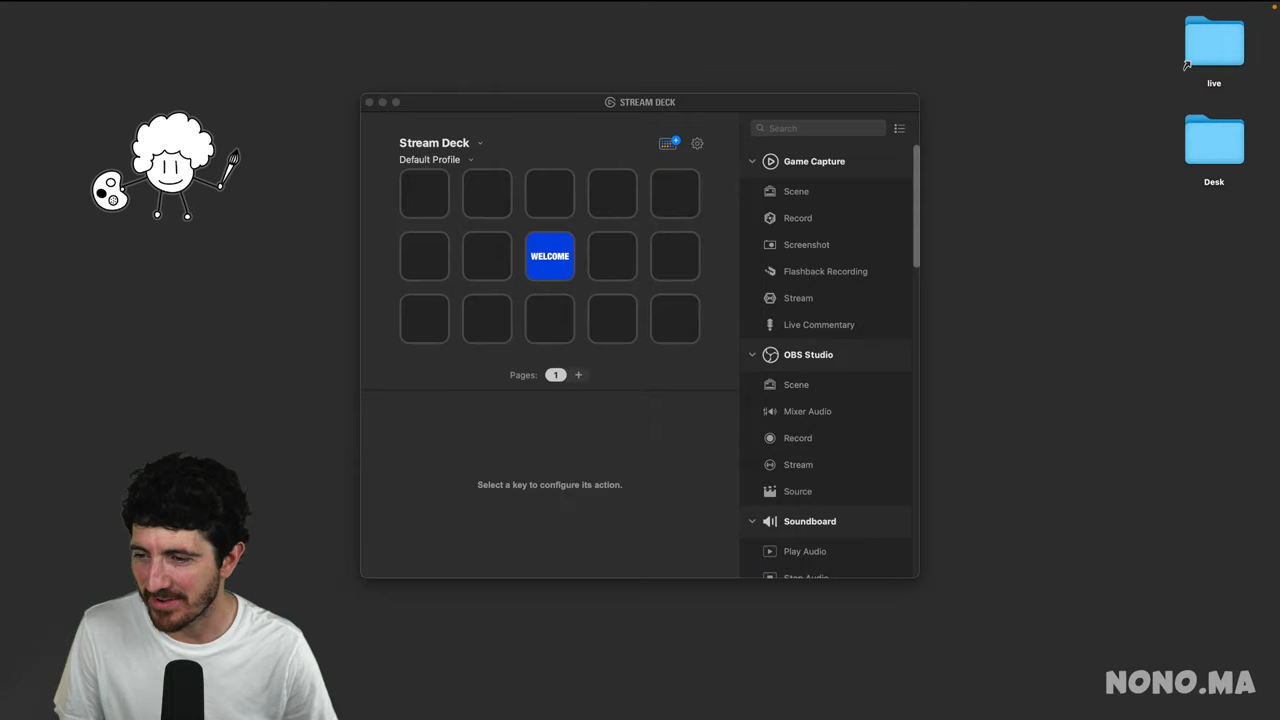 live
Desk
STREAM DECK
Stream Deck
Default Profile
WELCOME
Pages: 1 +
Select a key to configure its action.
Search
Game Capture
Scene
Record
Screenshot
Flashback Recording
Stream
Live Commentary
OBS Studio
Scene
Mixer Audio
Record
Stream
Source
Soundboard
Play Audio
Stop Audio
NONO.MA